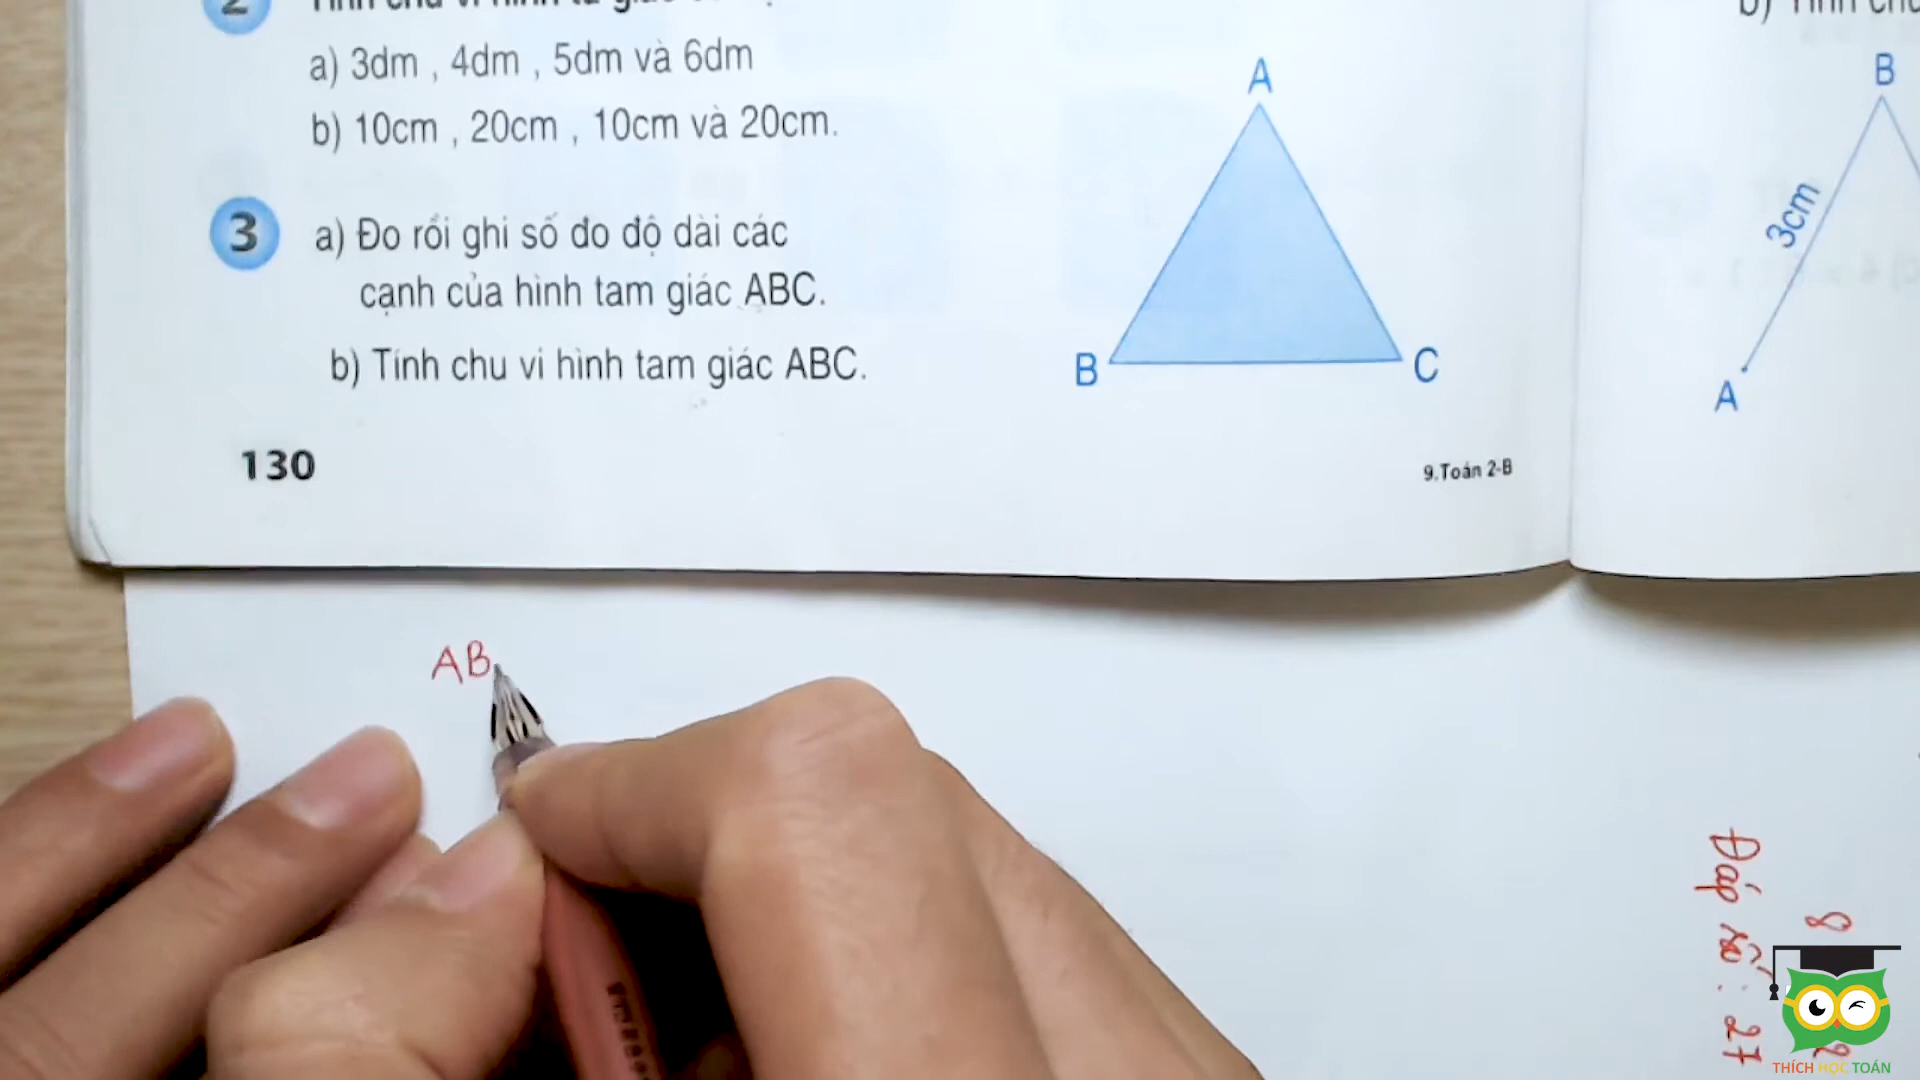 2
a) 3dm , 4dm , 5dm và 6dm
b) 10cm , 20cm , 10cm và 20cm.
3
a) Đo rồi ghi số đo độ dài các
cạnh của hình tam giác ABC.
b) Tính chu vi hình tam giác ABC.
A
B
C
130
9.Toán 2-B
B
3cm
A
AB
Đáp số: 27
8
THÍCH HỌC TOÁN